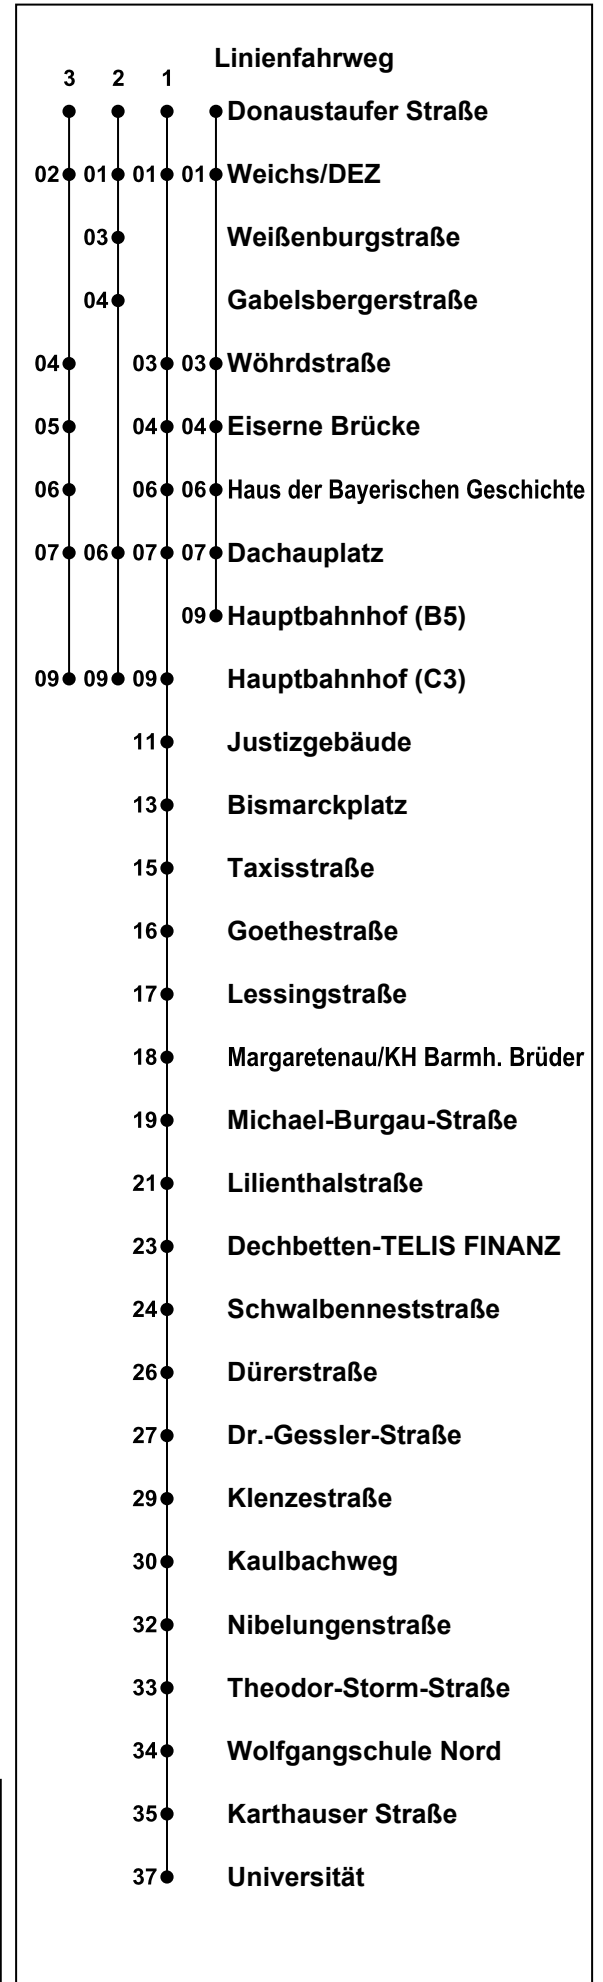 Linienfahrweg
3 2 1
Donaustaufer Straße
02 01 01 01 Weichs/DEZ
03 Weißenburgstraße
04 Gabelsbergerstraße
04 03 03 Wöhrdstraße
05 04 04 Eiserne Brücke
06 06 06 Haus der Bayerischen Geschichte
07 06 07 07 Dachauplatz
09 Hauptbahnhof (B5)
09 09 09 Hauptbahnhof (C3)
11 Justizgebäude
13 Bismarckplatz
15 Taxisstraße
16 Goethestraße
17 Lessingstraße
18 Margaretenau/KH Barmh. Brüder
19 Michael-Burgau-Straße
21 Lilienthalstraße
23 Dechbetten-TELIS FINANZ
24 Schwalbenneststraße
26 Dürerstraße
27 Dr.-Gessler-Straße
29 Klenzestraße
30 Kaulbachweg
32 Nibelungenstraße
33 Theodor-Storm-Straße
34 Wolfgangschule Nord
35 Karthauser Straße
37 Universität